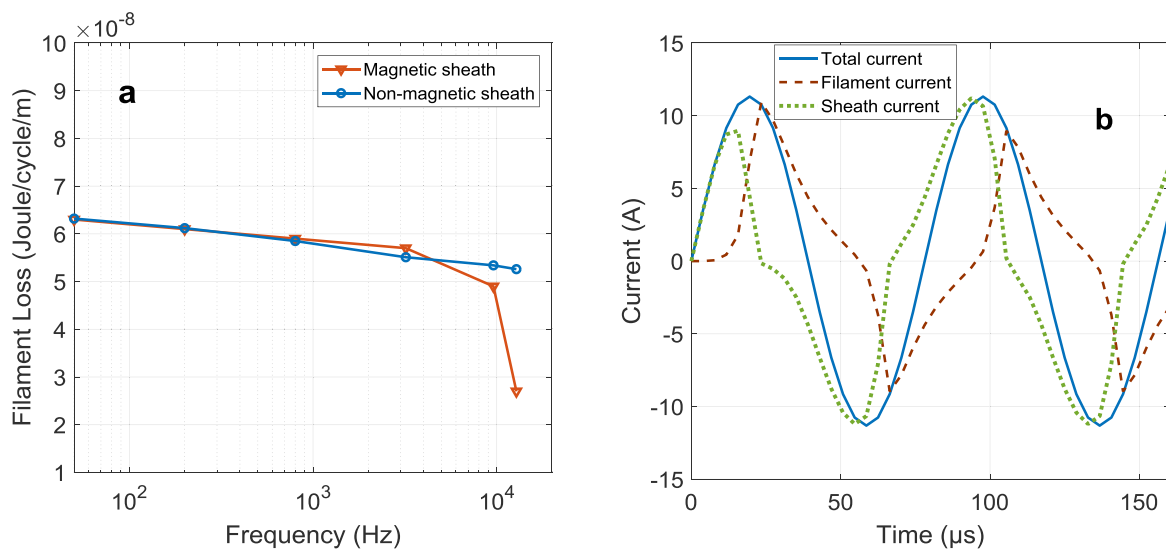 ×10⁻⁸
10
9
8
7
6
5
4
3
2
1
Filament Loss (Joule/cycle/m)
a
Magnetic sheath
Non-magnetic sheath
10²
10³
10⁴
Frequency (Hz)
15
10
5
0
-5
-10
-15
Current (A)
Total current
Filament current
Sheath current
b
0
50
100
150
Time (µs)